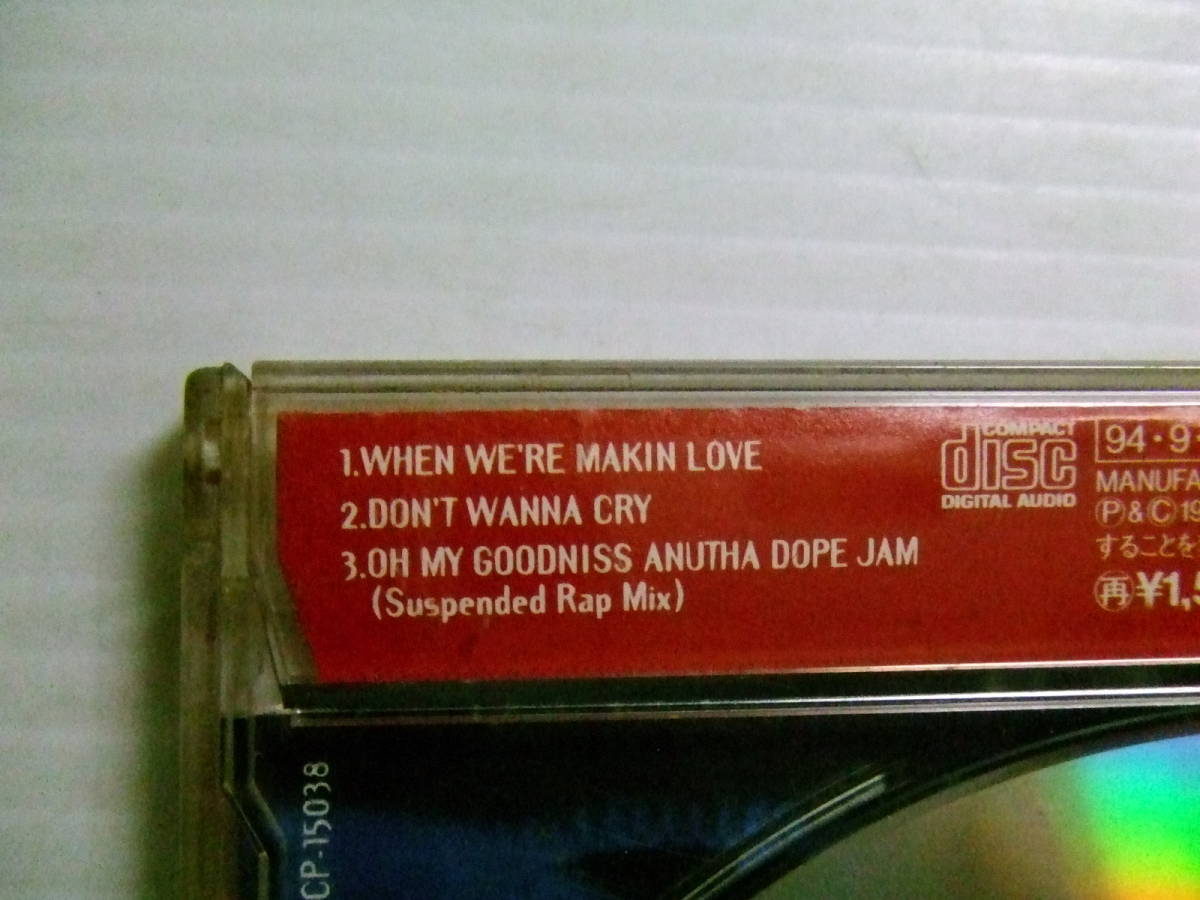 1.WHEN WE'RE MAKIN LOVE
2.DON'T WANNA CRY
3.OH MY GOODNISS ANUTHA DOPE JAM
(Suspended Rap Mix)
COMPACT
disc
DIGITAL AUDIO
94・9
MANUFA
Ⓟ&Ⓒ19
することを
再¥1,5
CP-15038